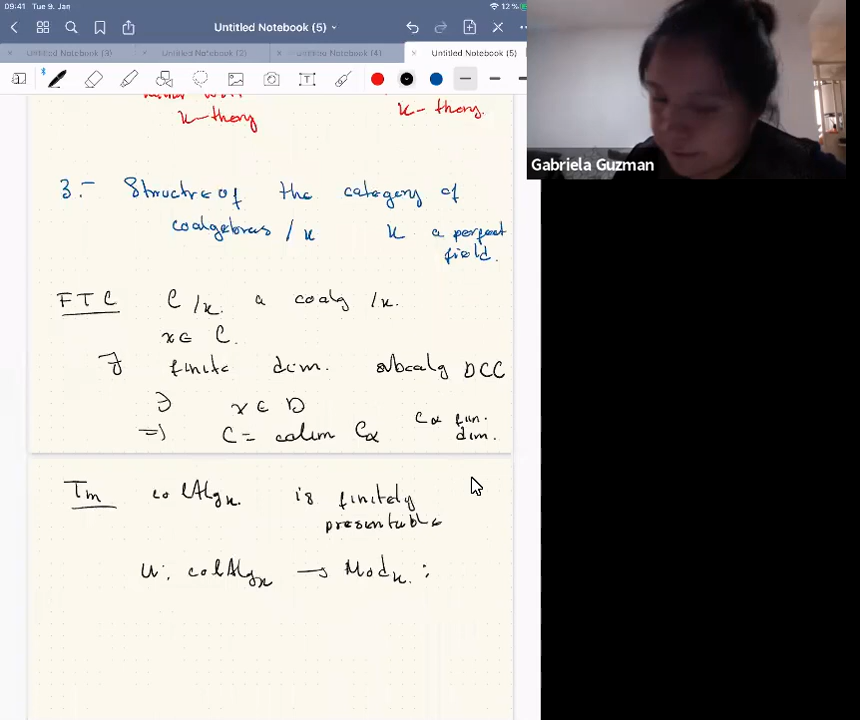 09:41 Tue 9. Jan
12%
Untitled Notebook (5)
Untitled Notebook (3)
Untitled Notebook (2)
Untitled Notebook (4)
Untitled Notebook (5)
Gabriela Guzman
k-theory
k-theory.
3.- Structure of the category of
coalgebras / k k a perfect
field.
FTC C/k. a coalg /k.
x ∈ C.
∃ finite dim. subcoalg D⊂C
∋ x ∈ D
=> C = colim Cα Cα fin.
dim.
Tm coAlgk. is finitely
presentable
U: coAlgk → Modk. :